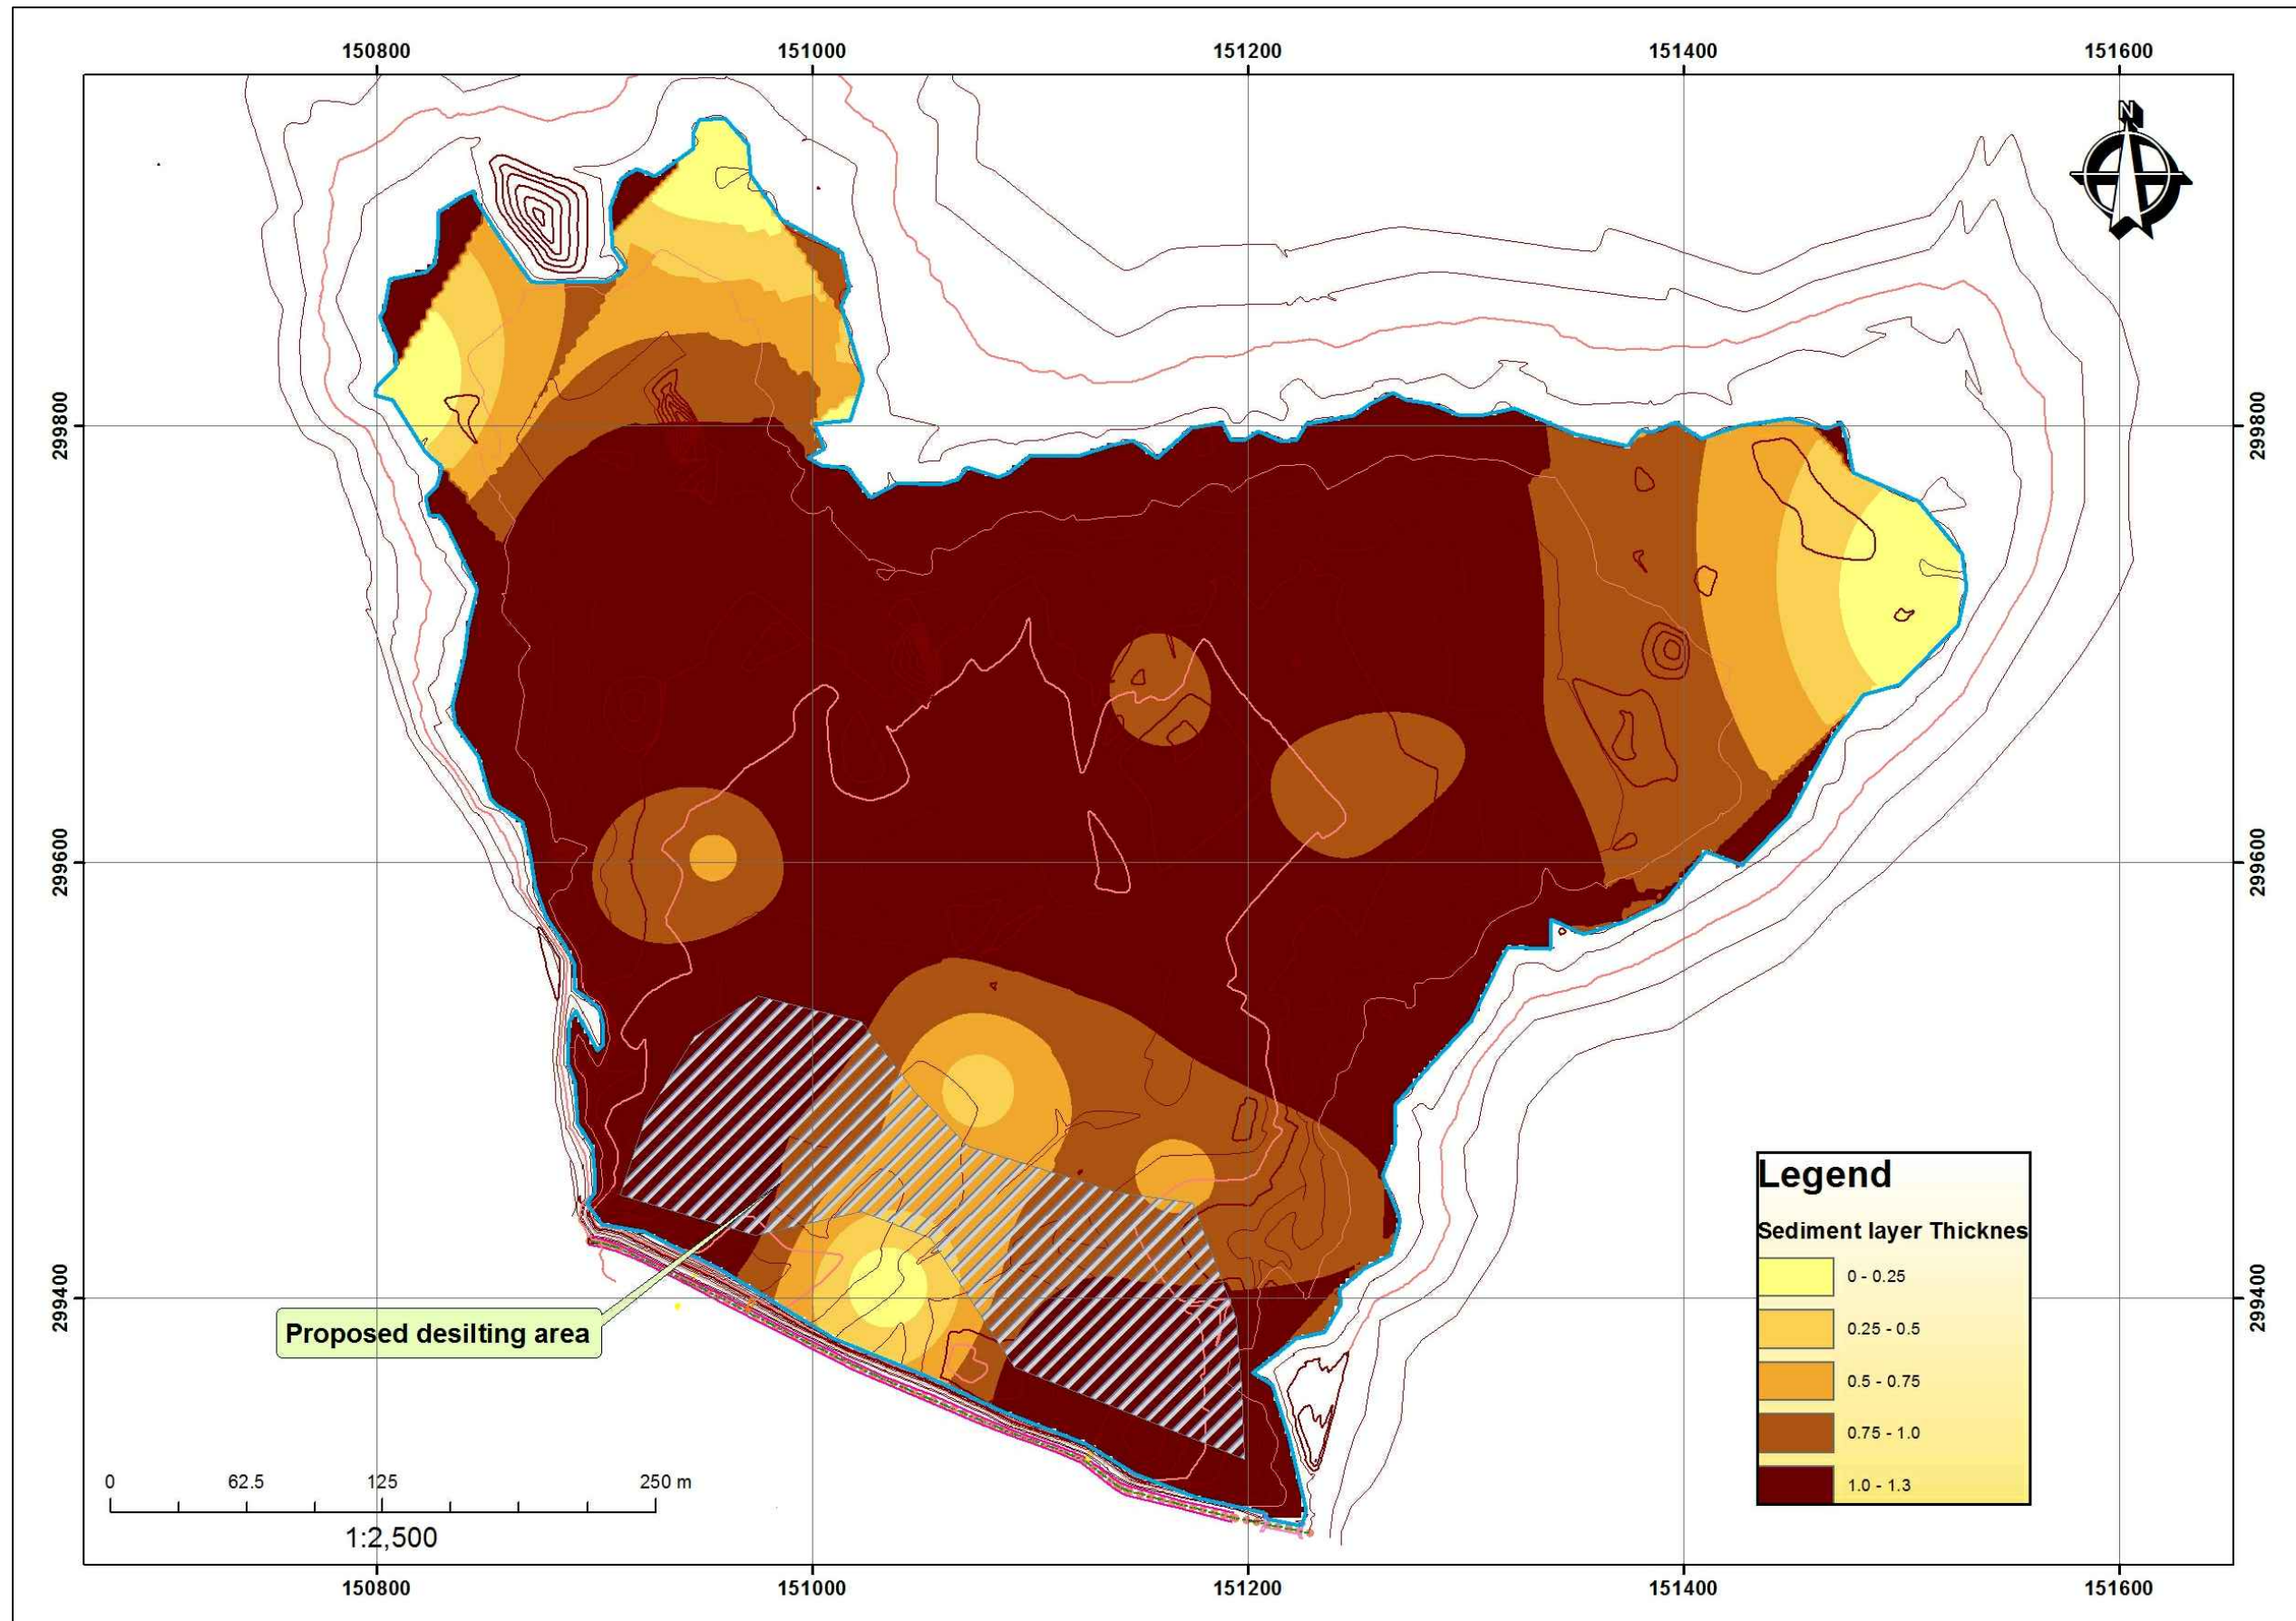 150800 151000 151200 151400 151600
N
299800 299800
299600 299600
299400 299400
Proposed desilting area
Legend
Sediment layer Thicknes
0 - 0.25
0.25 - 0.5
0.5 - 0.75
0.75 - 1.0
1.0 - 1.3
0 62.5 125 250 m
1:2,500
150800 151000 151200 151400 151600